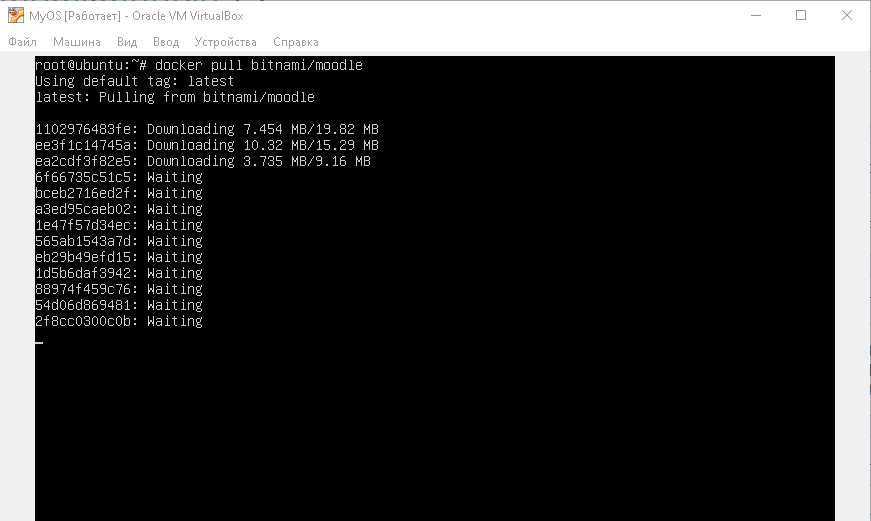 MyOS [Работает] - Oracle VM VirtualBox
Файл Машина Вид Ввод Устройства Справка
root@ubuntu:~# docker pull bitnami/moodle
Using default tag: latest
latest: Pulling from bitnami/moodle
1102976483fe: Downloading 7.454 MB/19.82 MB
ee3f1c14745a: Downloading 10.32 MB/15.29 MB
ea2cdf3f82e5: Downloading 3.735 MB/9.16 MB
6f66735c51c5: Waiting
bceb2716ed2f: Waiting
a3ed95caeb02: Waiting
1e47f57d34ec: Waiting
565ab1543a7d: Waiting
eb29b49efd15: Waiting
1d5b6daf3942: Waiting
88974f459c76: Waiting
54d06d869481: Waiting
2f8cc0300c0b: Waiting